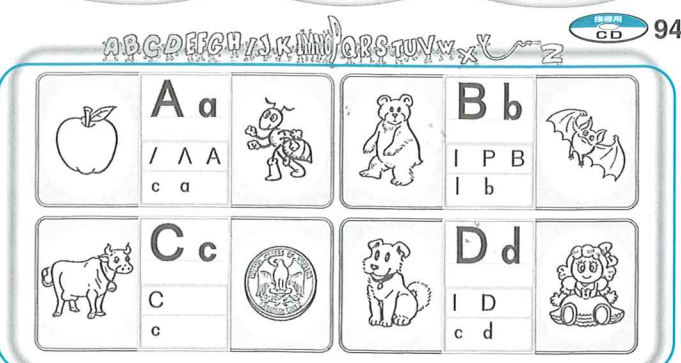 指導用
CD 94
ABCDEFGHIJKLMNOPQRSTUVWXYZ
A a
/ Λ A
c a
B b
I P B
l b
C c
C
c
D d
I D
c d